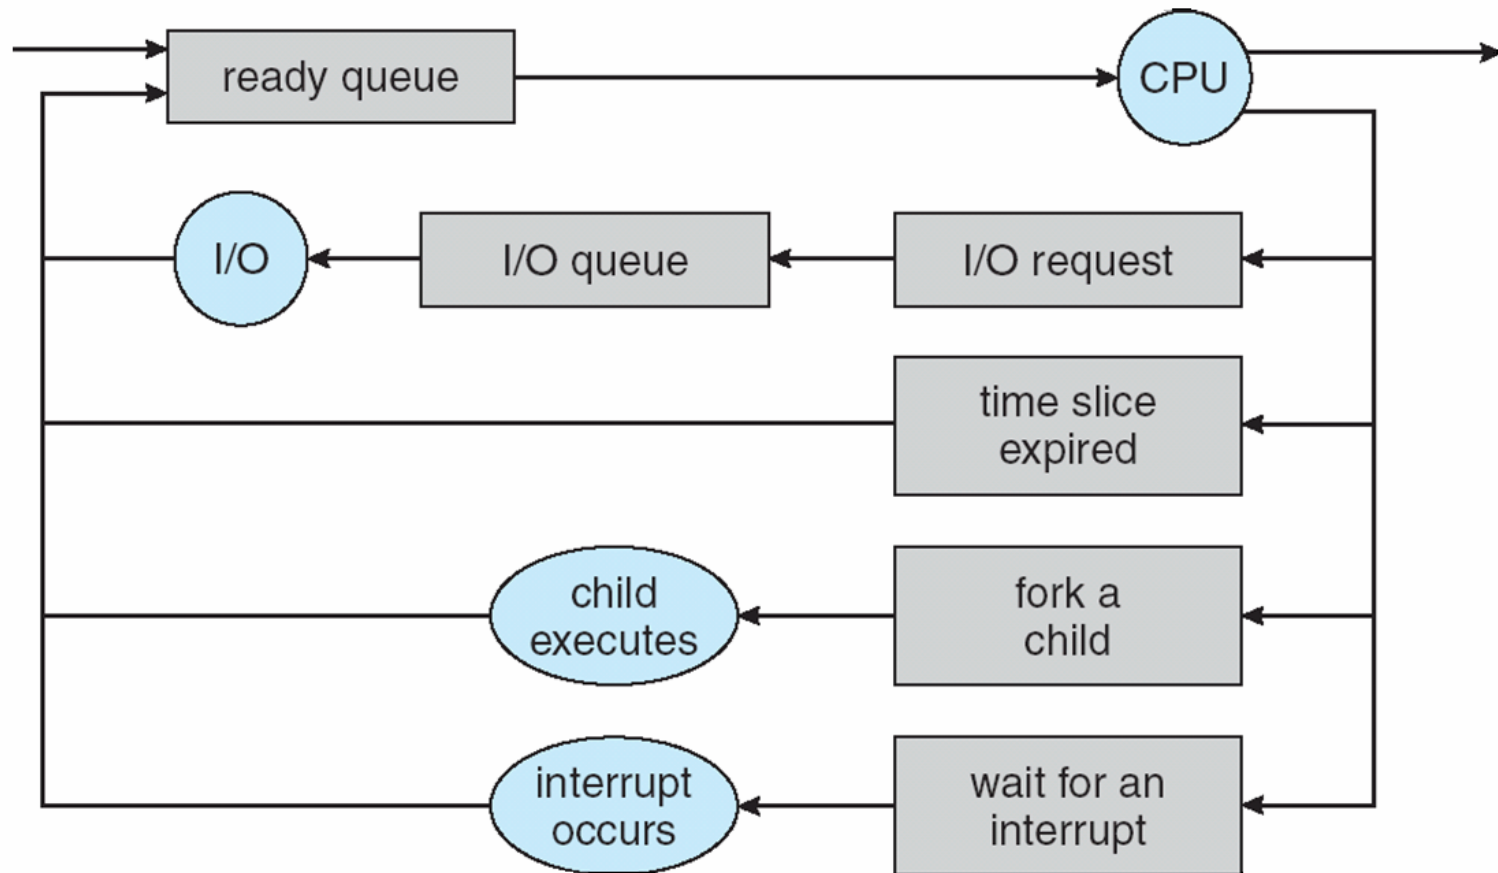 ready queue
CPU
I/O
I/O queue
I/O request
time slice
expired
child
executes
fork a
child
interrupt
occurs
wait for an
interrupt